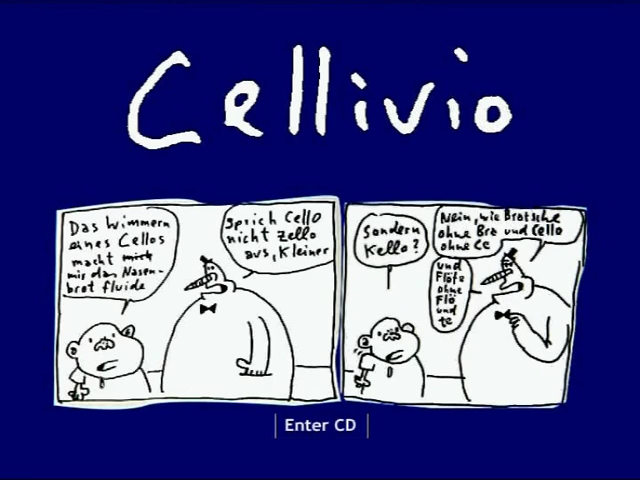 Cellivio
Das Wimmern
eines Cellos
macht mich
mir das Nasen-
brot fluide
Sprich Cello
nicht Zello
aus, Kleiner
Sondern
Kello?
Nein, wie Bratsche
ohne Bra und Cello
ohne Ce
und
Flöte
ohne
Flö
und
te
Enter CD